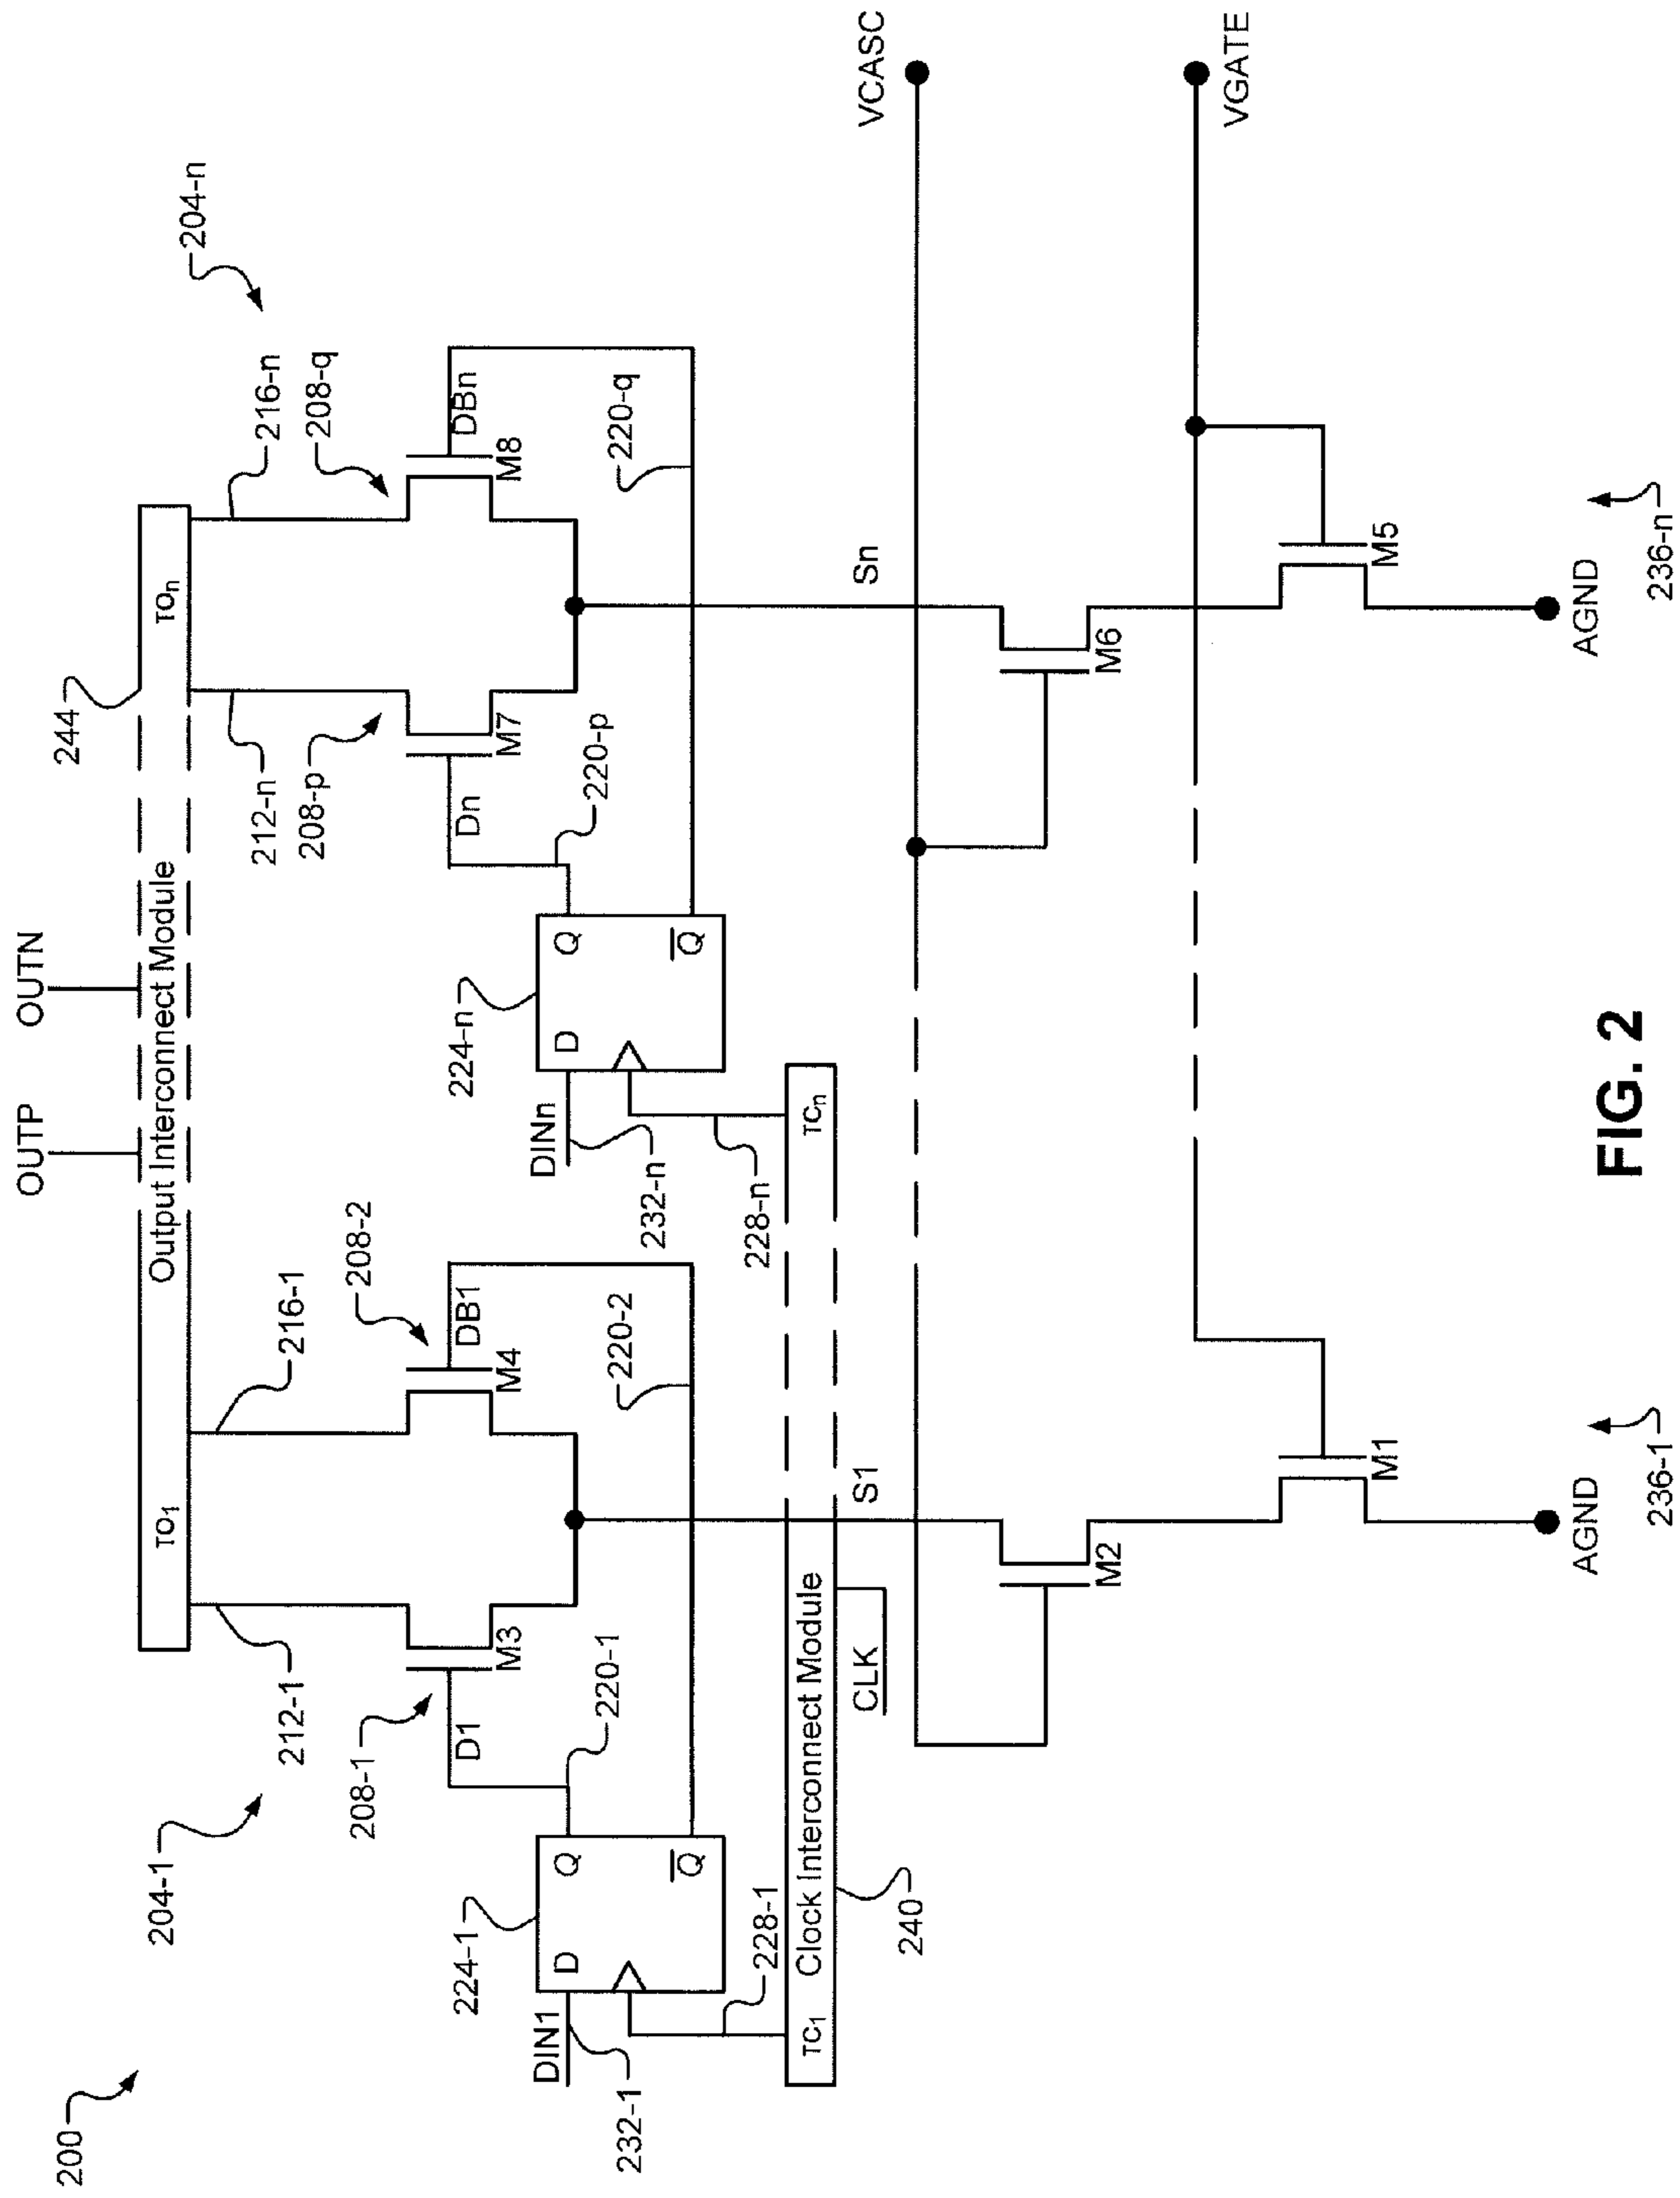 200
204-1
204-n
OUTP
OUTN
244
TO1
Output Interconnect Module
TOn
212-1
216-1
212-n
216-n
208-1
208-2
208-p
208-q
D1
M3
M4
DB1
Dn
M7
M8
DBn
220-1
220-2
220-p
220-q
224-1
D
Q
Q
DIN1
232-1
228-1
224-n
D
Q
Q
DINn
232-n
228-n
TC1
Clock Interconnect Module
TCn
240
CLK
S1
Sn
VCASC
M2
M6
VGATE
M1
M5
AGND
236-1
AGND
236-n
FIG. 2